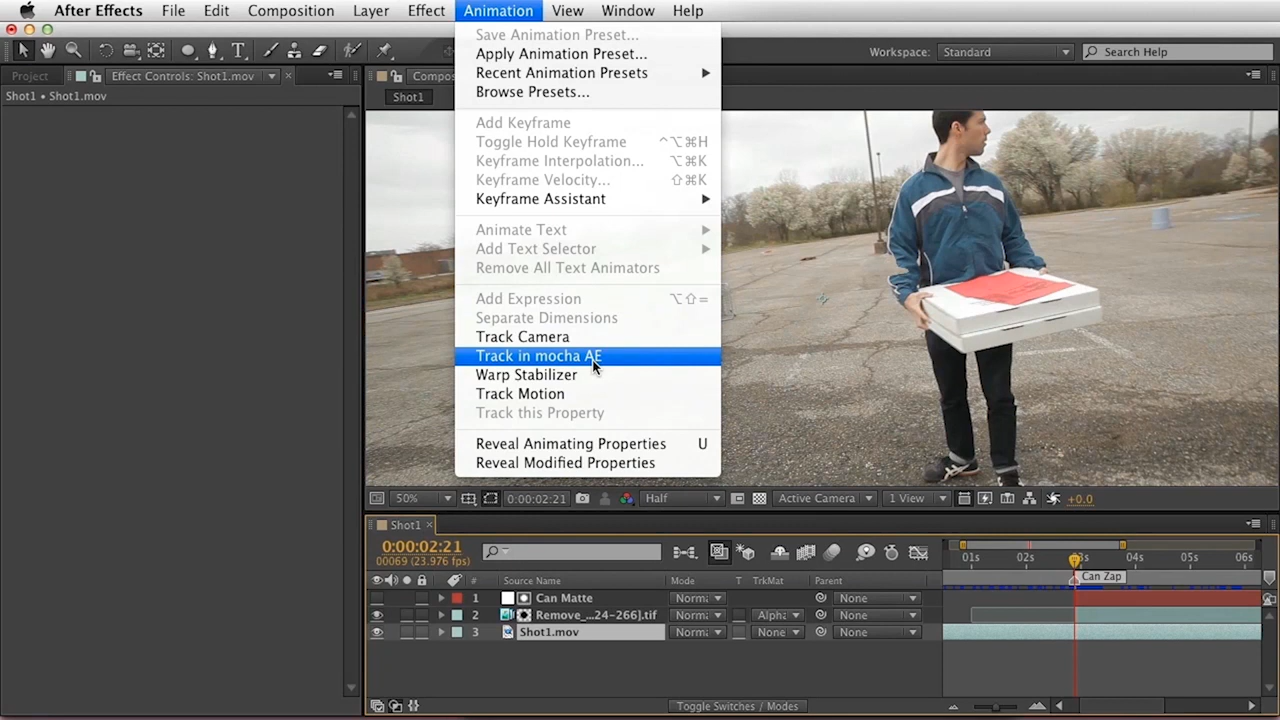 After Effects File Edit Composition Layer Effect Animation View Window Help
T Workspace: Standard Search Help
Project Effect Controls: Shot1.mov × Compos
Shot1 • Shot1.mov
Shot1
Save Animation Preset...
Apply Animation Preset...
Recent Animation Presets
Browse Presets...
Add Keyframe
Toggle Hold Keyframe ⌃⌥⌘H
Keyframe Interpolation... ⌥⌘K
Keyframe Velocity... ⇧⌘K
Keyframe Assistant
Animate Text
Add Text Selector
Remove All Text Animators
Add Expression ⌥⇧=
Separate Dimensions
Track Camera
Track in mocha AE
Warp Stabilizer
Track Motion
Track this Property
Reveal Animating Properties U
Reveal Modified Properties
50% 0:00:02:21 Half Active Camera 1 View +0.0
Shot1 ×
0:00:02:21
00069 (23.976 fps)
01s 02s 03s 04s 05s 06s
Can Zap
# Source Name Mode T TrkMat Parent
1 Can Matte Norma None
2 Remove_...24-266].tif Norma Alpha None
3 Shot1.mov Norma None None
Toggle Switches / Modes